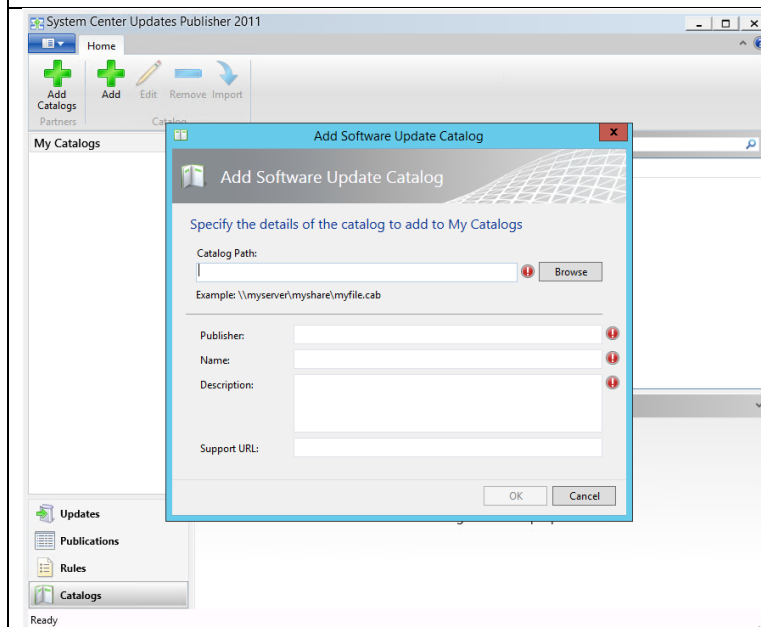 System Center Updates Publisher 2011
Home
Add Catalogs
Add
Edit
Remove
Import
Partners
My Catalogs
Add Software Update Catalog
Add Software Update Catalog
Specify the details of the catalog to add to My Catalogs
Catalog Path:
Browse
Example: \\myserver\myshare\myfile.cab
Publisher:
Name:
Description:
Support URL:
OK
Cancel
Updates
Publications
Rules
Catalogs
Ready